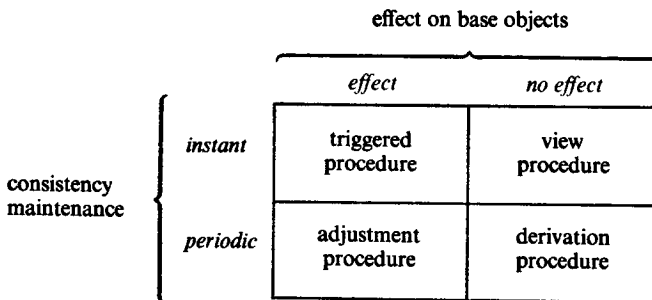 effect on base objects
effect no effect
instant
triggered procedure
view procedure
consistency maintenance
periodic
adjustment procedure
derivation procedure